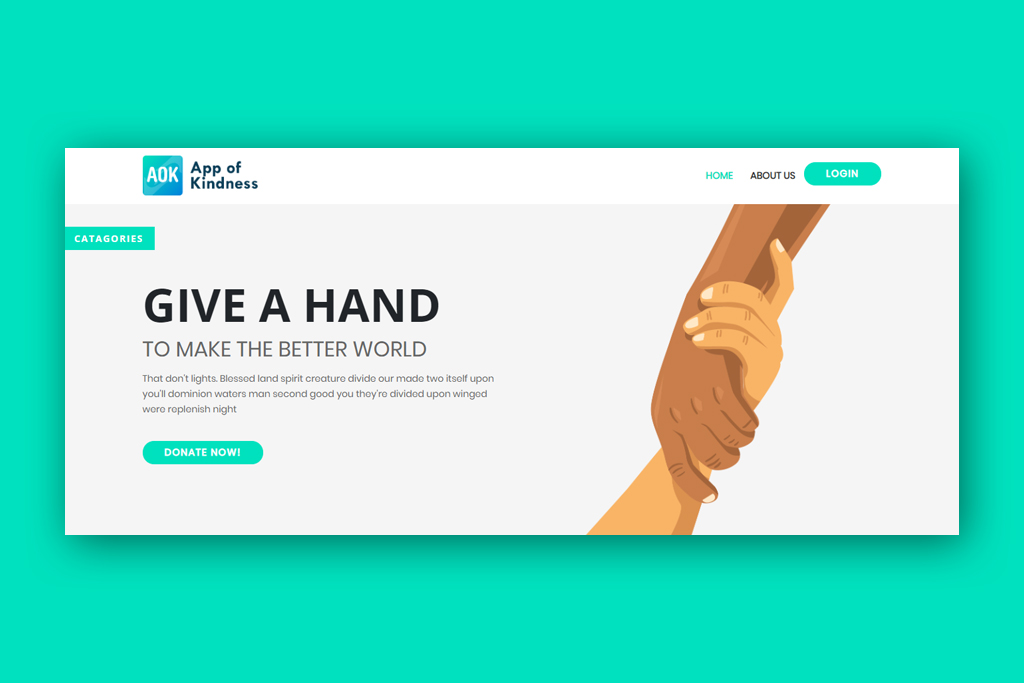 AOK
App of
Kindness
HOME ABOUT US LOGIN
CATAGORIES
GIVE A HAND
TO MAKE THE BETTER WORLD
That don't lights. Blessed land spirit creature divide our made two itself upon
you'll dominion waters man second good you they're divided upon winged
were replenish night
DONATE NOW!